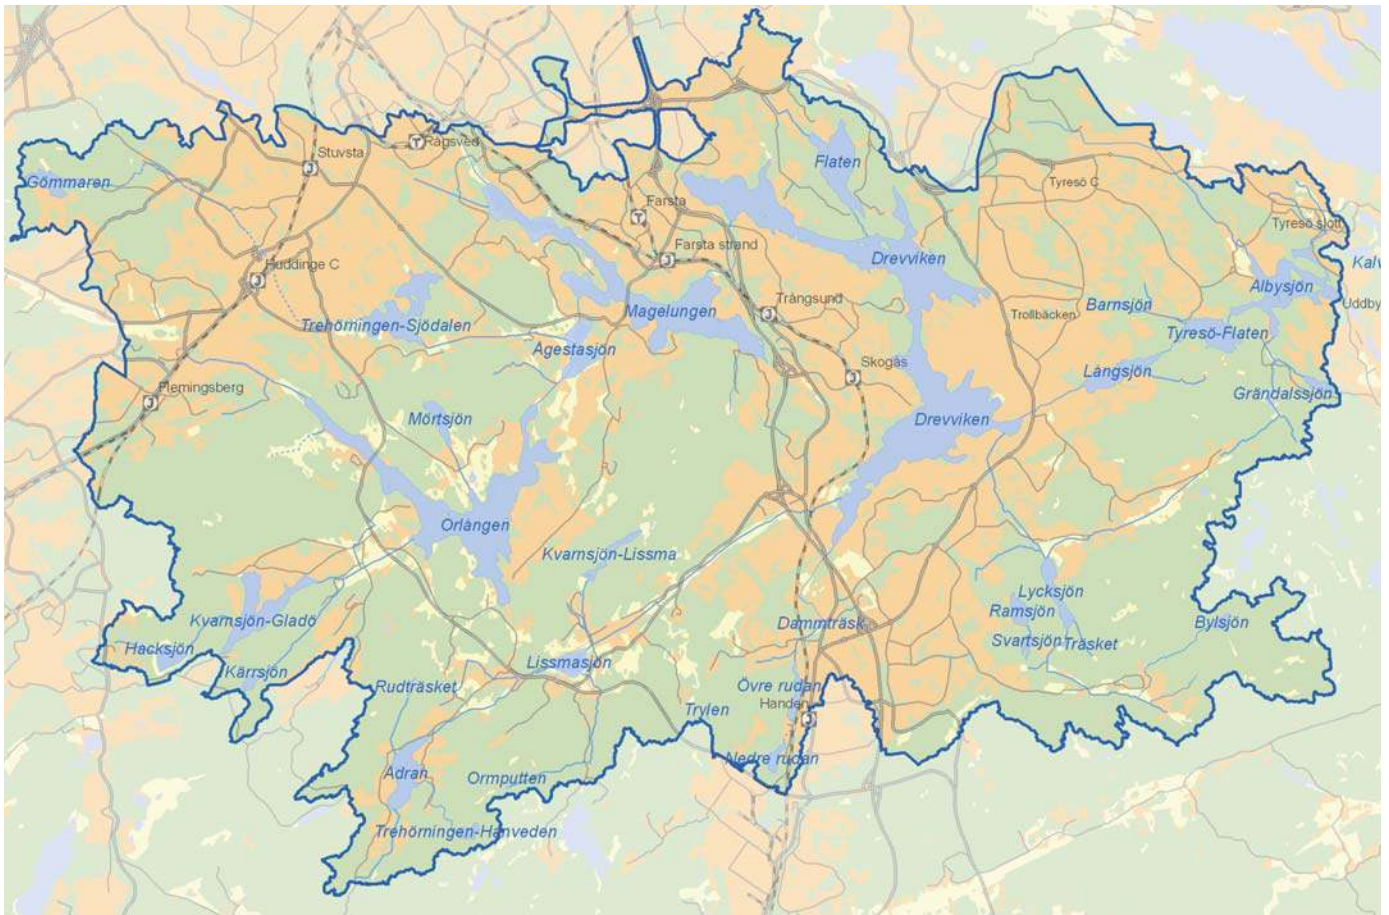 Stuvsta
T
Rågsved
J
Flaten
Gömmaren
Tyresö C
T
Farsta
Tyresö slott
Farsta strand
J
Drevviken
Huddinge C
J
Albysjön
Trångsund
J
Barnsjön
Uddby
Magelungen
Trollbäcken
Trehörningen-Sjödalen
Tyresö-Flaten
Ågestasjön
Skogås
J
Långsjön
Flemingsberg
J
Grändalssjön
Mörtsjön
Drevviken
Orlången
Kvarnsjön-Lissma
Lycksjön
Ramsjön
Kvarnsjön-Gladö
Dammträsk
Bylsjön
Svartsjön
Träsket
Hacksjön
Lissmasjön
Kärrsjön
Rudträsket
Övre rudan
Handen
J
Trylen
Nedre rudan
Ådran
Ormputten
Trehörningen-Hanveden